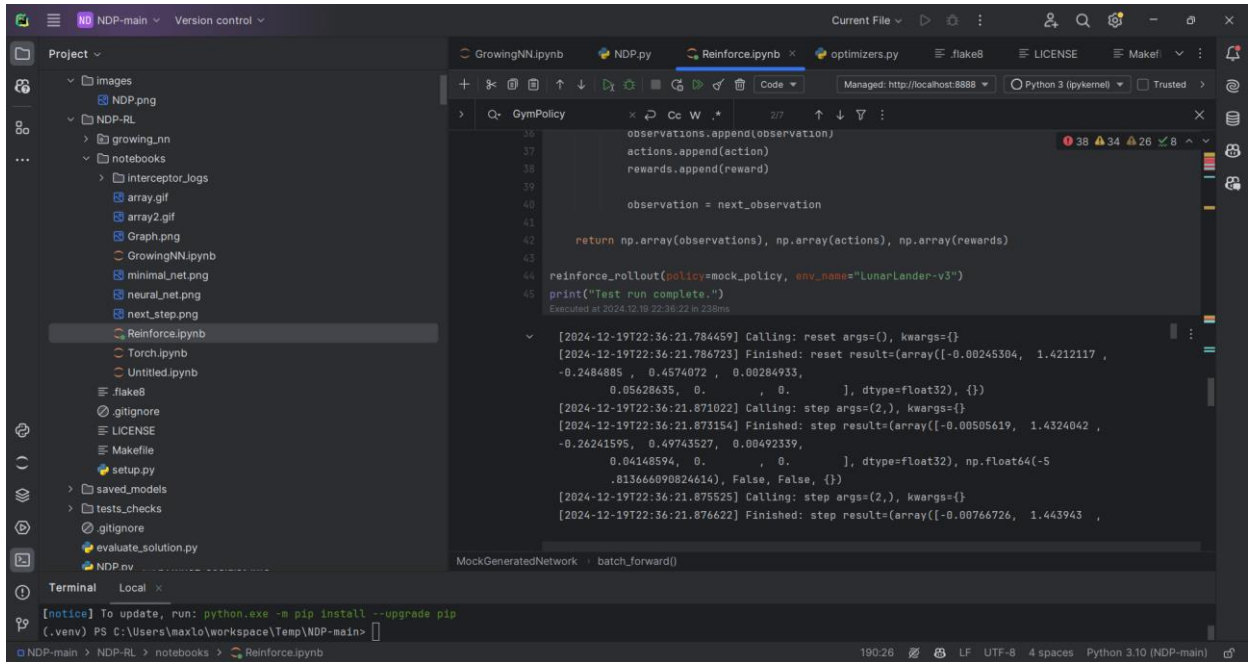 ND NDP-main Version control Current File
Project
images
NDP.png
NDP-RL
growing_nn
notebooks
interceptor_logs
array.gif
array2.gif
Graph.png
GrowingNN.ipynb
minimal_net.png
neural_net.png
next_step.png
Reinforce.ipynb
Torch.ipynb
Untitled.ipynb
.flake8
.gitignore
LICENSE
Makefile
setup.py
saved_models
tests_checks
.gitignore
evaluate_solution.py
NDP.py
GrowingNN.ipynb NDP.py Reinforce.ipynb optimizers.py .flake8 LICENSE Makefi
Code Managed: http://localhost:8888 Python 3 (ipykernel) Trusted
GymPolicy Cc W .* 2/7
38 34 26 8
36 observations.append(observation)
37 actions.append(action)
38 rewards.append(reward)
39
40 observation = next_observation
41
42 return np.array(observations), np.array(actions), np.array(rewards)
43
44 reinforce_rollout(policy=mock_policy, env_name="LunarLander-v3")
45 print("Test run complete.")
Executed at 2024.12.19 22:36:22 in 238ms
[2024-12-19T22:36:21.784459] Calling: reset args=(), kwargs={}
[2024-12-19T22:36:21.786723] Finished: reset result=(array([-0.00245304, 1.4212117 ,
-0.2484885 , 0.4574072 , 0.00284933,
0.05628635, 0. , 0. ], dtype=float32), {})
[2024-12-19T22:36:21.871022] Calling: step args=(2,), kwargs={}
[2024-12-19T22:36:21.873154] Finished: step result=(array([-0.00505619, 1.4324042 ,
-0.26241595, 0.49743527, 0.00492339,
0.04148594, 0. , 0. ], dtype=float32), np.float64(-5
.813666090824614), False, False, {})
[2024-12-19T22:36:21.875525] Calling: step args=(2,), kwargs={}
[2024-12-19T22:36:21.876622] Finished: step result=(array([-0.00766726, 1.443943 ,
MockGeneratedNetwork batch_forward()
Terminal Local
[notice] To update, run: python.exe -m pip install --upgrade pip
(.venv) PS C:\Users\maxlo\workspace\Temp\NDP-main>
NDP-main > NDP-RL > notebooks > Reinforce.ipynb 190:26 LF UTF-8 4 spaces Python 3.10 (NDP-main)